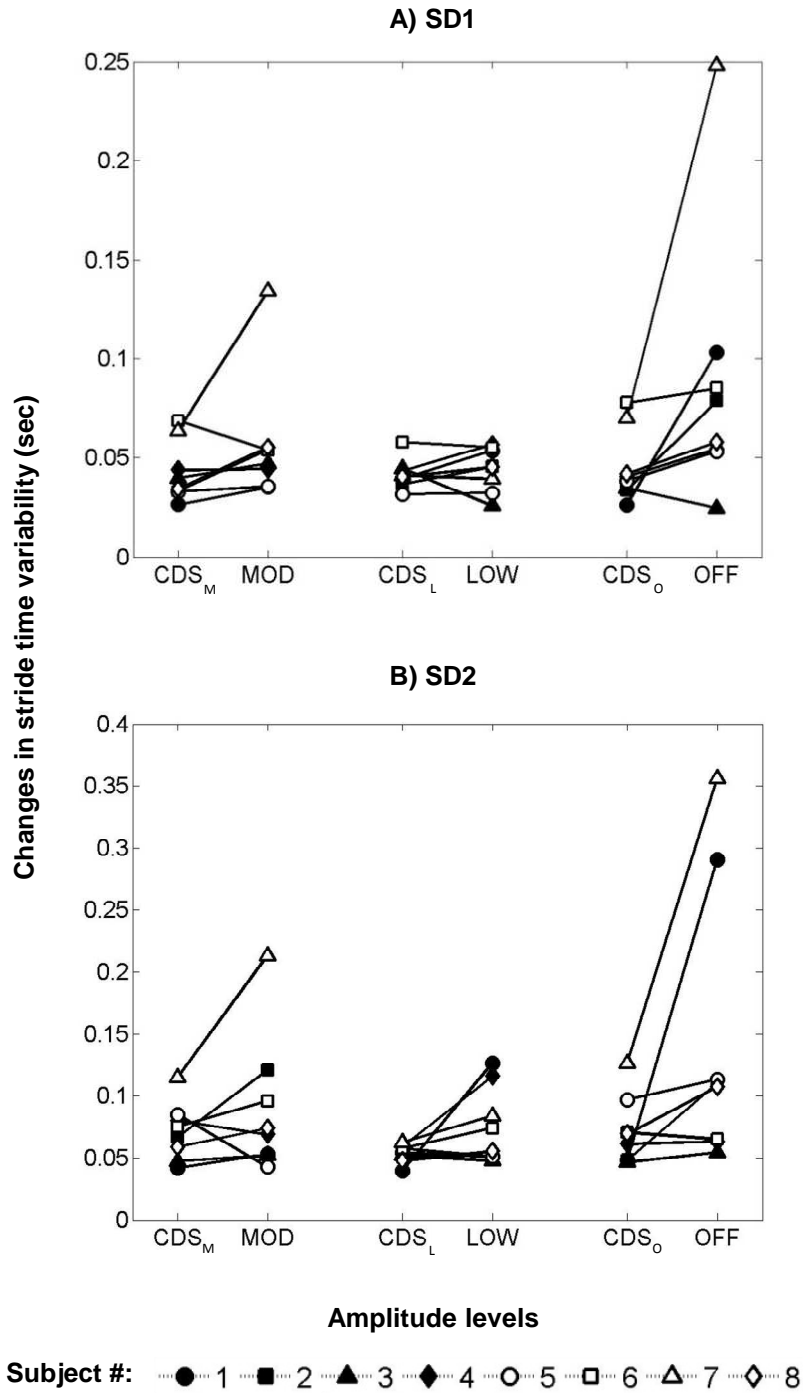 A) SD1
0.25
0.2
0.15
0.1
0.05
0
CDS_M MOD CDS_L LOW CDS_O OFF
B) SD2
0.4
0.35
0.3
0.25
0.2
0.15
0.1
0.05
0
CDS_M MOD CDS_L LOW CDS_O OFF
Changes in stride time variability (sec)
Amplitude levels
Subject #: 1 2 3 4 5 6 7 8